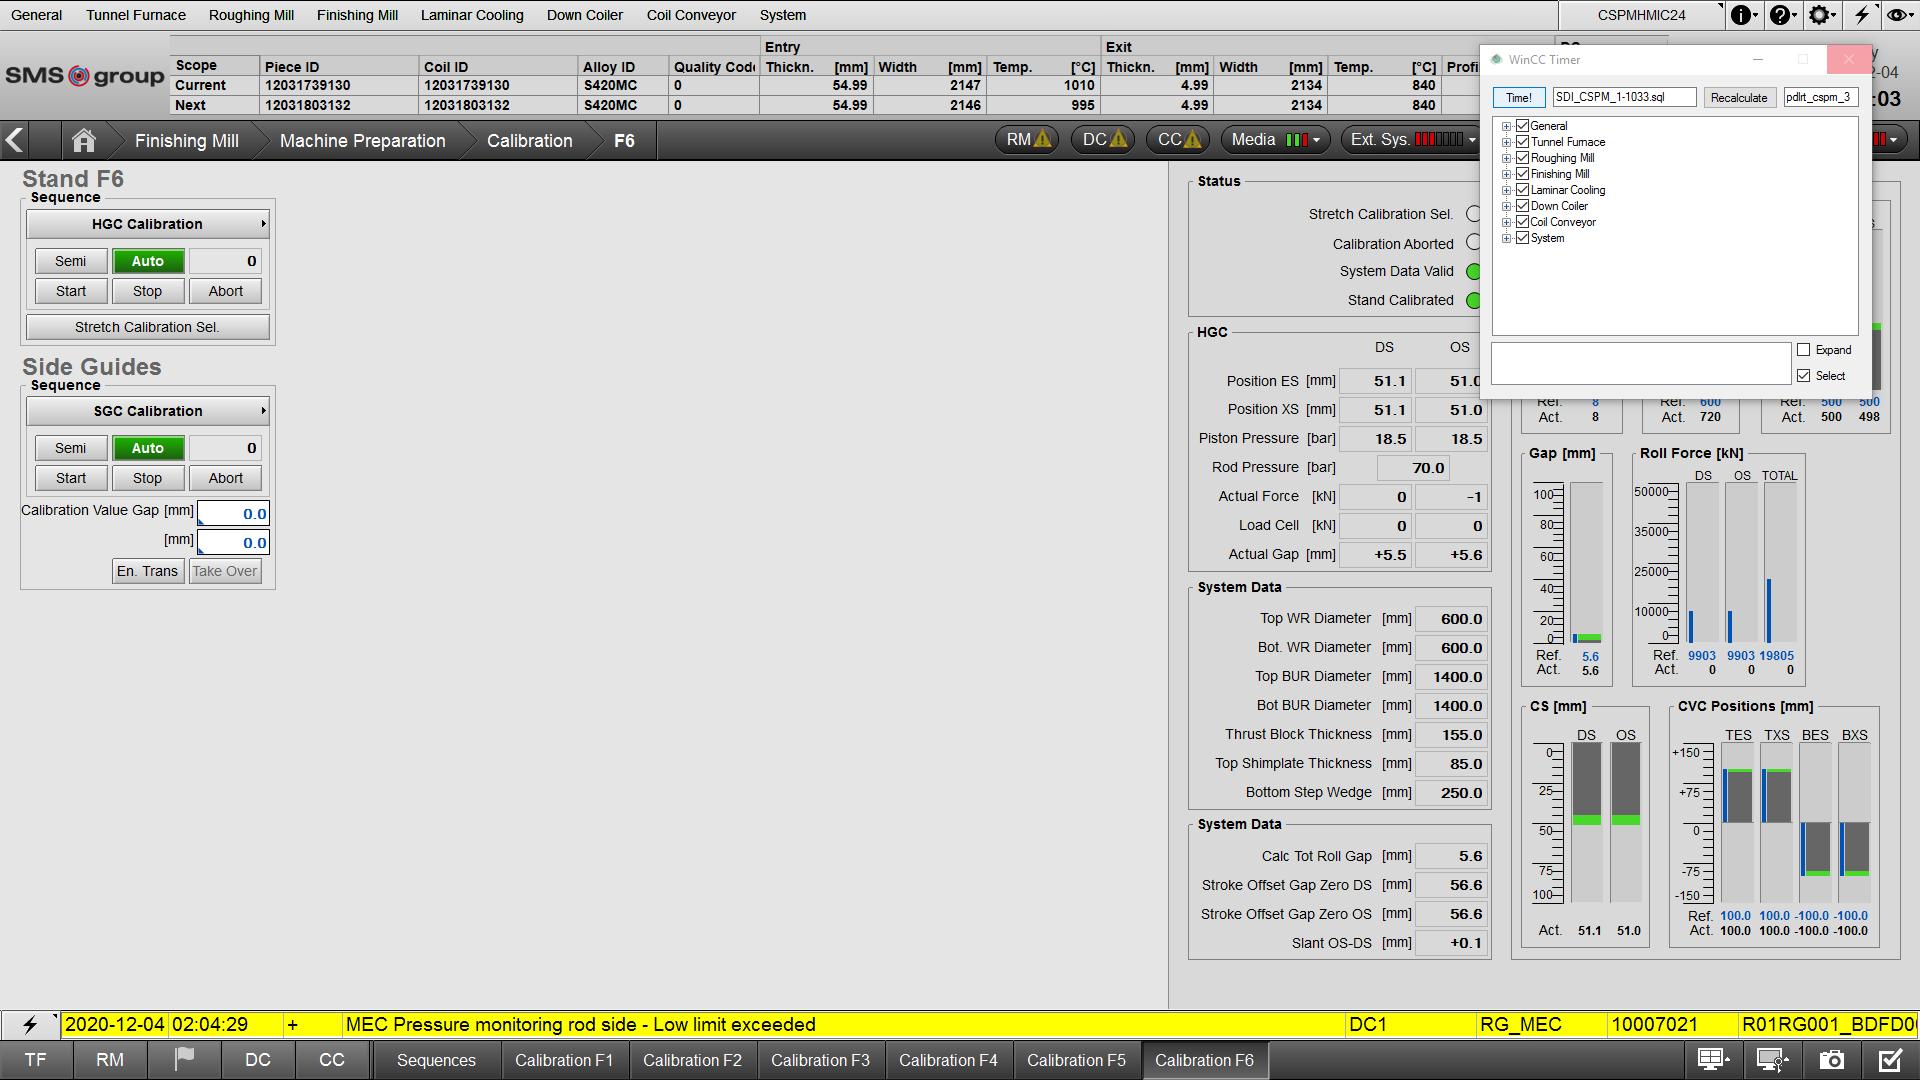 General Tunnel Furnace Roughing Mill Finishing Mill Laminar Cooling Down Coiler Coil Conveyor System CSPMHMIC24
SMS group
Entry Exit
Scope Piece ID Coil ID Alloy ID Quality Code Thickn. [mm] Width [mm] Temp. [°C] Thickn. [mm] Width [mm] Temp. [°C]
Current 12031739130 12031739130 S420MC 0 54.99 2147 1010 4.99 2134 840
Next 12031803132 12031803132 S420MC 0 54.99 2146 995 4.99 2134 840
Finishing Mill Machine Preparation Calibration F6 RM DC CC Media Ext. Sys.
WinCC Timer
Time! SDI_CSPM_1-1033.sql Recalculate pdlrt_cspm_3
General
Tunnel Furnace
Roughing Mill
Finishing Mill
Laminar Cooling
Down Coiler
Coil Conveyor
System
Expand
Select
-04
:03
Stand F6
Sequence
HGC Calibration
Semi Auto 0
Start Stop Abort
Stretch Calibration Sel.
Side Guides
Sequence
SGC Calibration
Semi Auto 0
Start Stop Abort
Calibration Value Gap [mm] 0.0
[mm] 0.0
En. Trans Take Over
Status
Stretch Calibration Sel.
Calibration Aborted
System Data Valid
Stand Calibrated
HGC
DS OS
Position ES [mm] 51.1 51.0
Position XS [mm] 51.1 51.0
Piston Pressure [bar] 18.5 18.5
Rod Pressure [bar] 70.0
Actual Force [kN] 0 -1
Load Cell [kN] 0 0
Actual Gap [mm] +5.5 +5.6
System Data
Top WR Diameter [mm] 600.0
Bot. WR Diameter [mm] 600.0
Top BUR Diameter [mm] 1400.0
Bot BUR Diameter [mm] 1400.0
Thrust Block Thickness [mm] 155.0
Top Shimplate Thickness [mm] 85.0
Bottom Step Wedge [mm] 250.0
System Data
Calc Tot Roll Gap [mm] 5.6
Stroke Offset Gap Zero DS [mm] 56.6
Stroke Offset Gap Zero OS [mm] 56.6
Slant OS-DS [mm] +0.1
Ref. 8 Ref. 600 Ref. 500 500
Act. 8 Act. 720 Act. 500 498
Gap [mm]
100
80
60
40
20
0
Ref. 5.6
Act. 5.6
Roll Force [kN]
DS OS TOTAL
50000
35000
25000
10000
0
Ref. 9903 9903 19805
Act. 0 0 0
CS [mm]
DS OS
0
25
50
75
100
Act. 51.1 51.0
CVC Positions [mm]
TES TXS BES BXS
+150
+75
0
-75
-150
Ref. 100.0 100.0 -100.0 -100.0
Act. 100.0 100.0 -100.0 -100.0
2020-12-04 02:04:29 + MEC Pressure monitoring rod side - Low limit exceeded DC1 RG_MEC 10007021 R01RG001_BDFD0
TF RM DC CC Sequences Calibration F1 Calibration F2 Calibration F3 Calibration F4 Calibration F5 Calibration F6